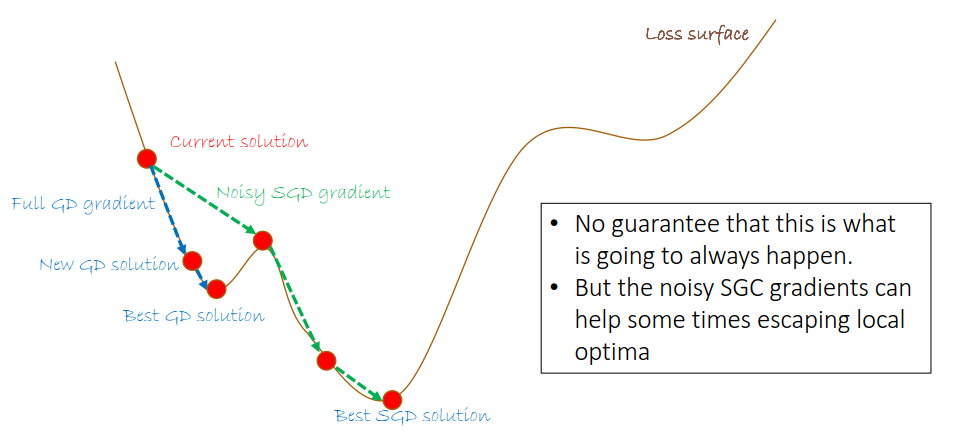 Loss surface
Current solution
Full GD gradient
Noisy SGD gradient
New GD solution
Best GD solution
Best SGD solution
• No guarantee that this is what
is going to always happen.
• But the noisy SGC gradients can
help some times escaping local
optima